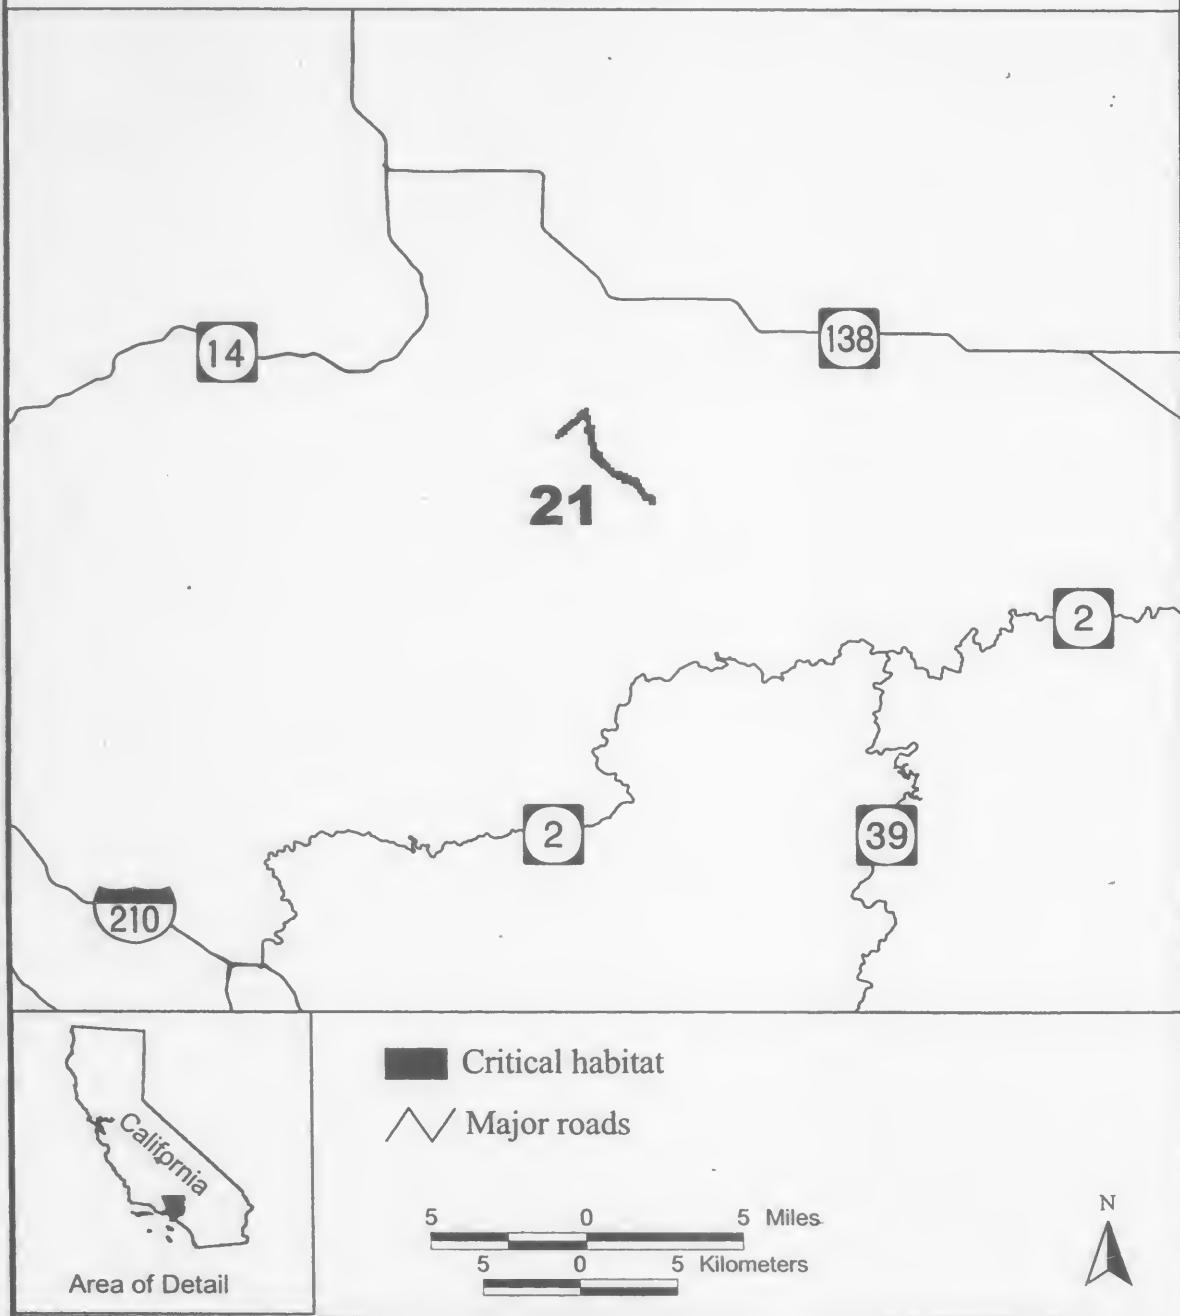 14
138
21
2
2
39
210
California
Area of Detail
Critical habitat
Major roads
5 0 5 Miles
5 0 5 Kilometers
N